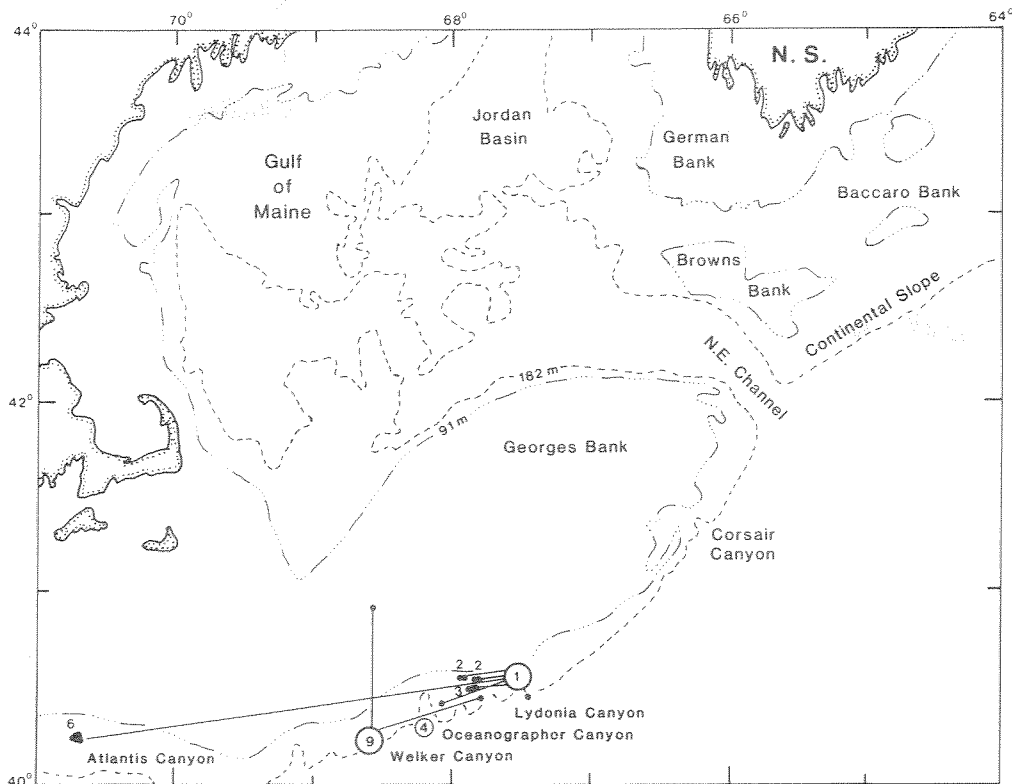 70°
68°
66°
64°
44°
N. S.
Jordan
Basin
German
Bank
Gulf
of
Maine
Baccaro Bank
Browns
Bank
Continental Slope
N.E. Channel
182 m
42°
91 m
Georges Bank
Corsair
Canyon
2 2
1
3
Lydonia Canyon
6
4
Oceanographor Canyon
9
Welker Canyon
Atlantis Canyon
40°